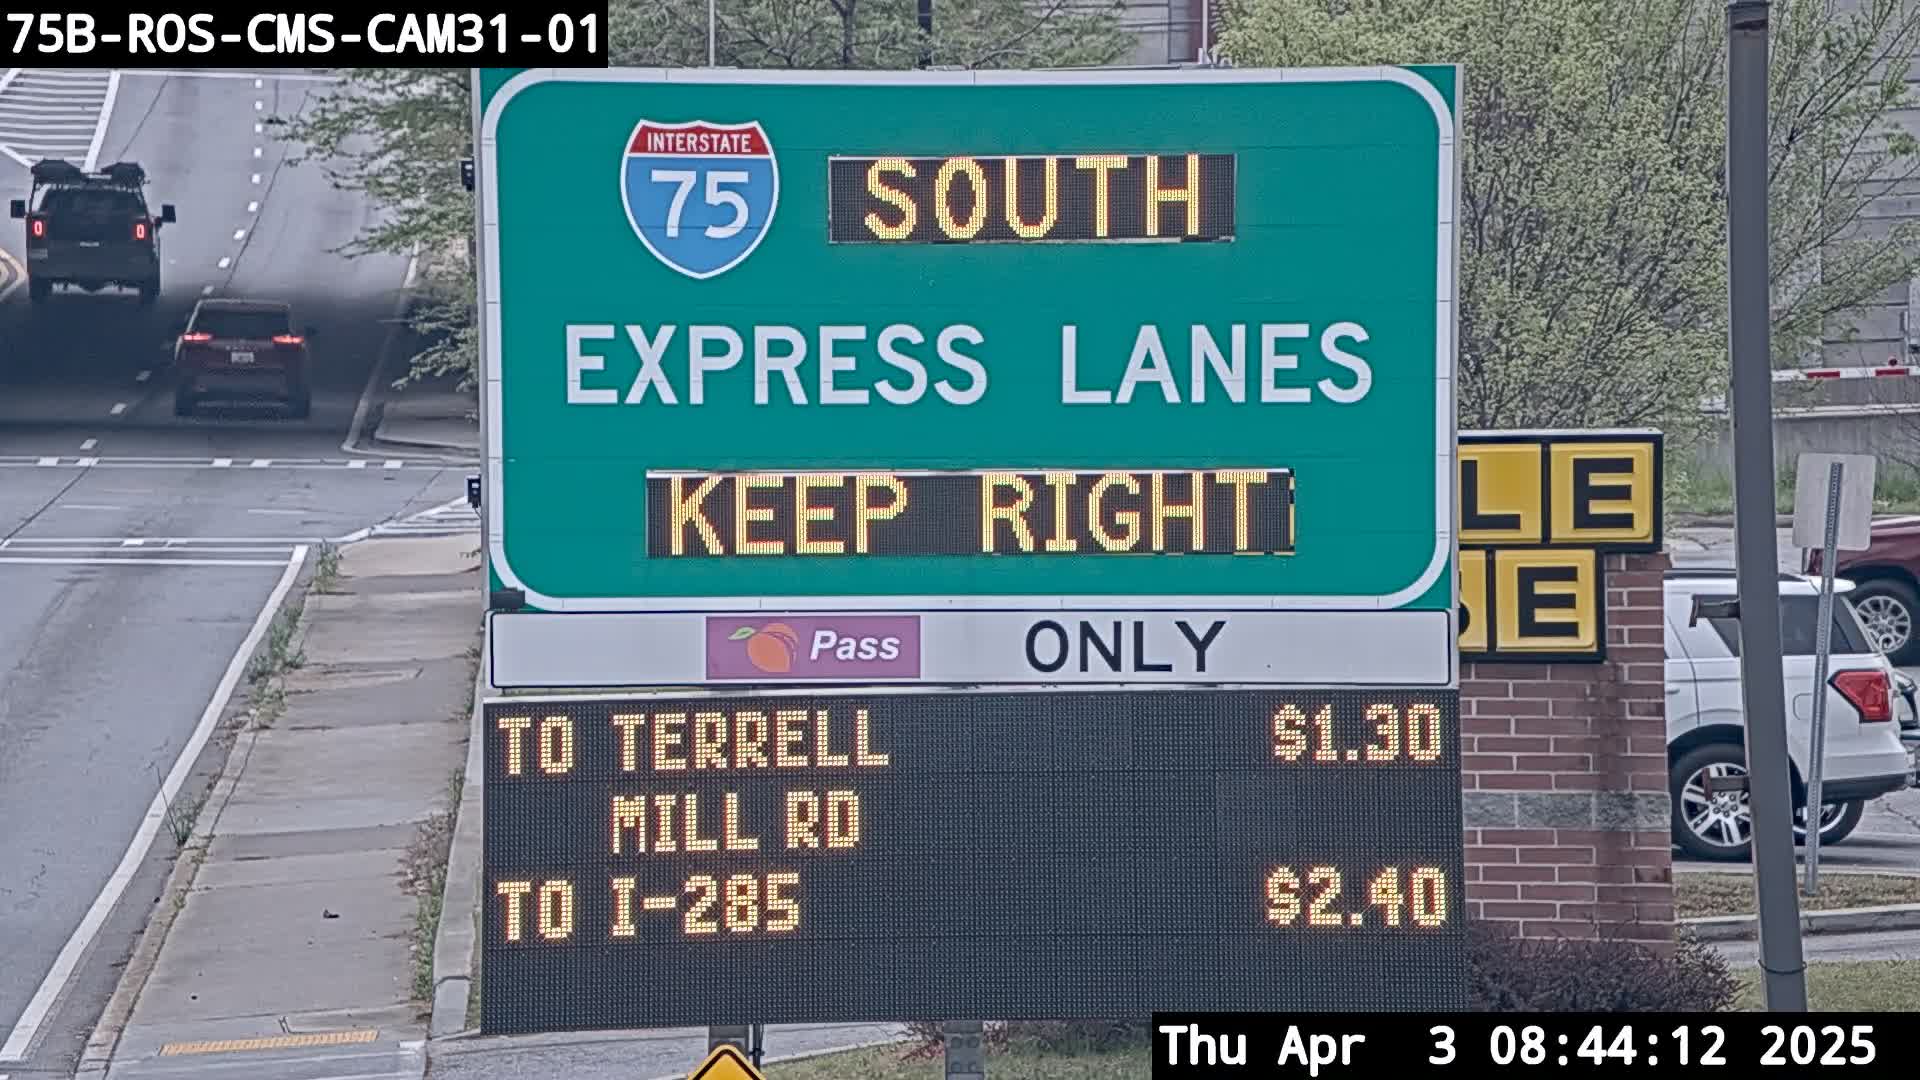 75B-ROS-CMS-CAM31-01
INTERSTATE
75
SOUTH
EXPRESS LANES
KEEP RIGHT
Pass ONLY
TO TERRELL $1.30
MILL RD
TO I-285 $2.40
LE
E
Thu Apr 3 08:44:12 2025